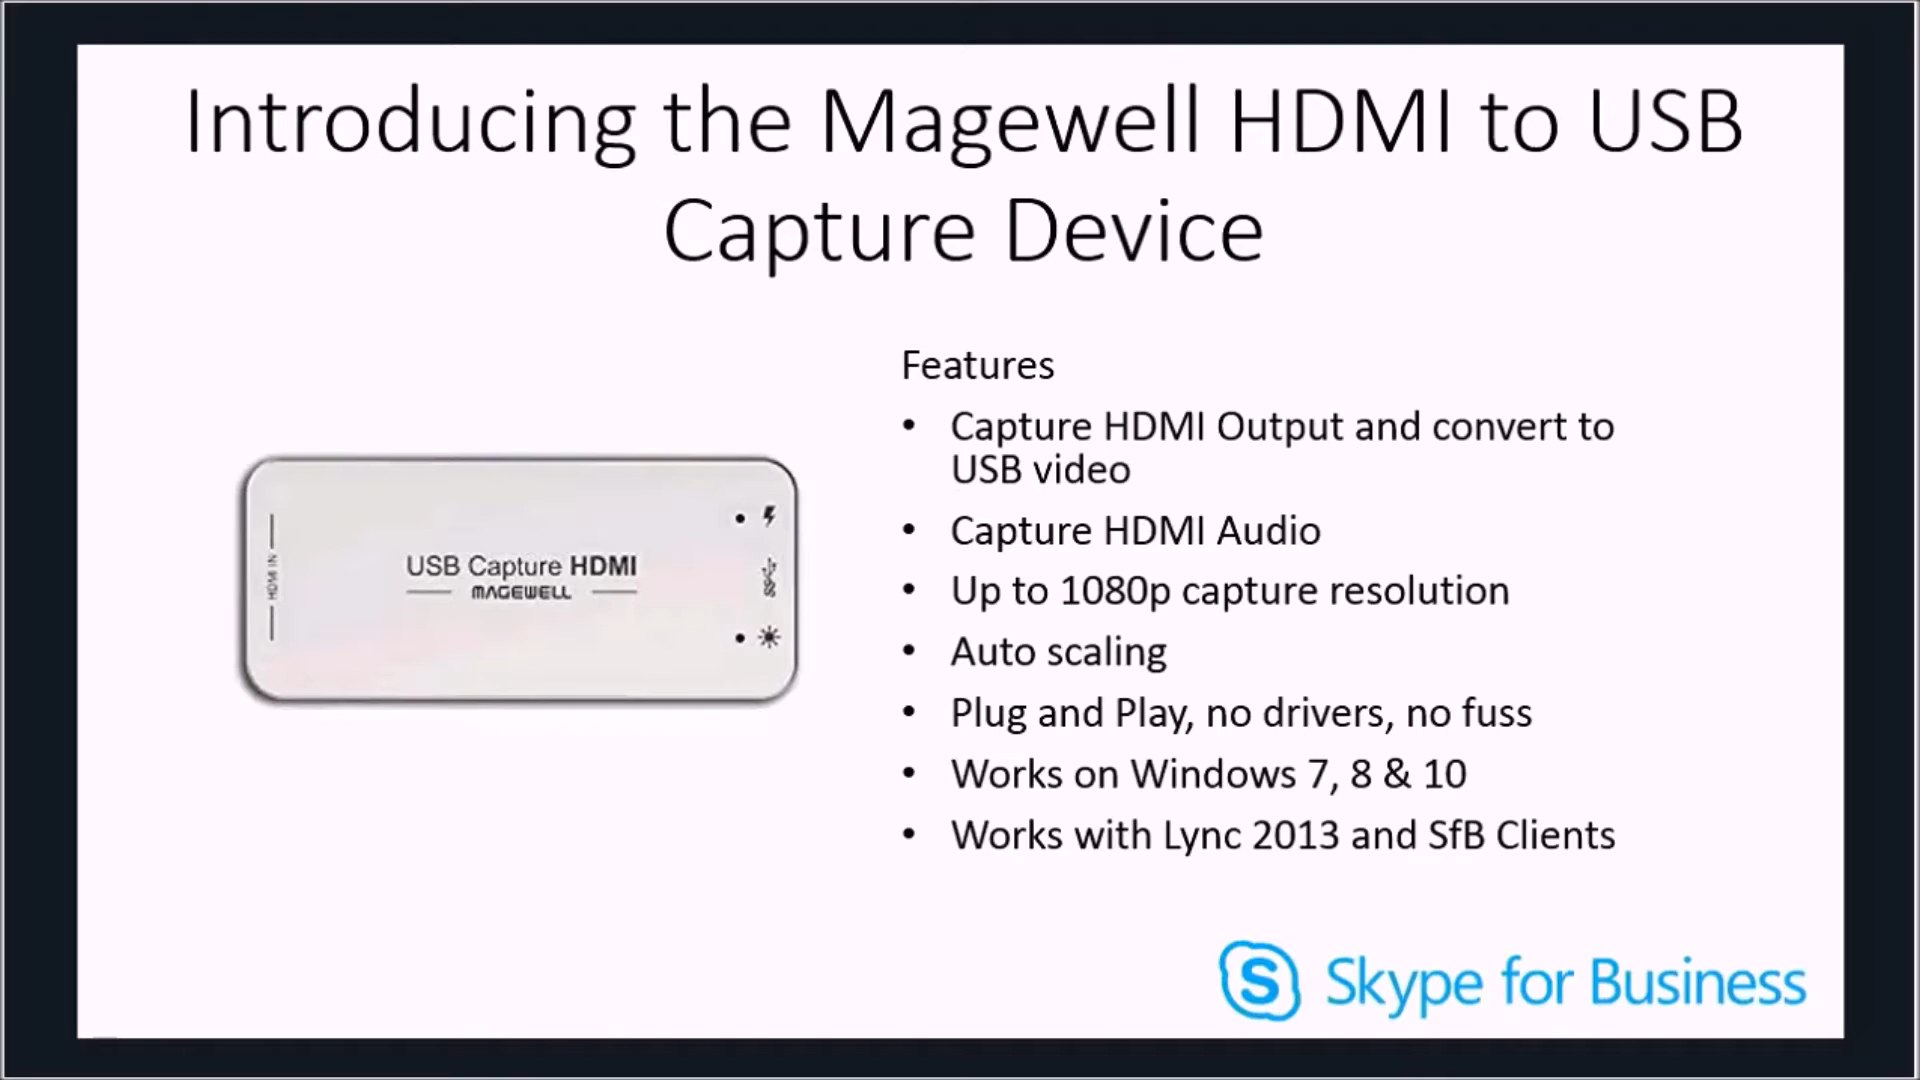 Introducing the Magewell HDMI to USB
Capture Device
Features
• Capture HDMI Output and convert to
USB video
• Capture HDMI Audio
• Up to 1080p capture resolution
• Auto scaling
• Plug and Play, no drivers, no fuss
• Works on Windows 7, 8 & 10
• Works with Lync 2013 and SfB Clients
HDMI IN
USB Capture HDMI
MAGEWELL
SS
S Skype for Business